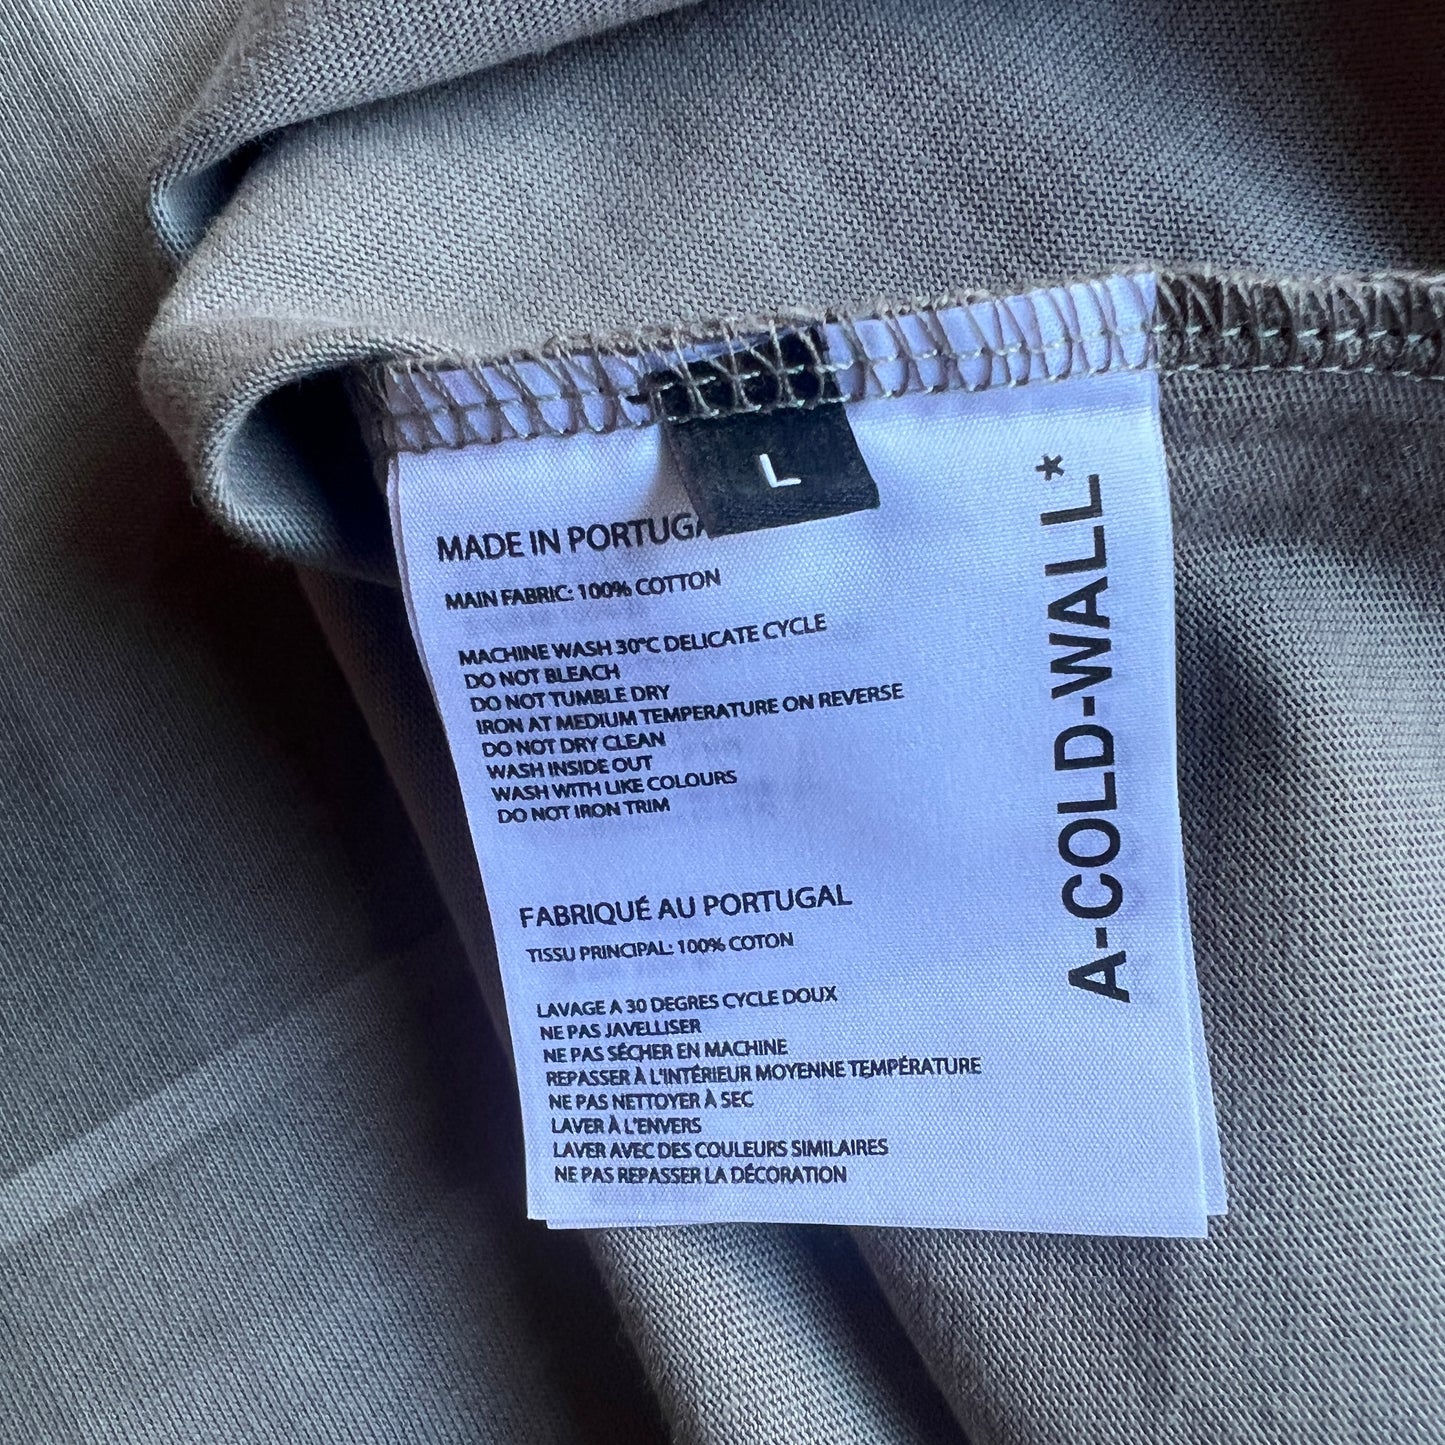 L
MADE IN PORTUGA
MAIN FABRIC: 100% COTTON
MACHINE WASH 30°C DELICATE CYCLE
DO NOT BLEACH
DO NOT TUMBLE DRY
IRON AT MEDIUM TEMPERATURE ON REVERSE
DO NOT DRY CLEAN
WASH INSIDE OUT
WASH WITH LIKE COLOURS
DO NOT IRON TRIM
FABRIQUÉ AU PORTUGAL
TISSU PRINCIPAL: 100% COTON
LAVAGE A 30 DEGRES CYCLE DOUX
NE PAS JAVELLISER
NE PAS SÉCHER EN MACHINE
REPASSER À L'INTÉRIEUR MOYENNE TEMPÉRATURE
NE PAS NETTOYER À SEC
LAVER À L'ENVERS
LAVER AVEC DES COULEURS SIMILAIRES
NE PAS REPASSER LA DÉCORATION
A-COLD-WALL*